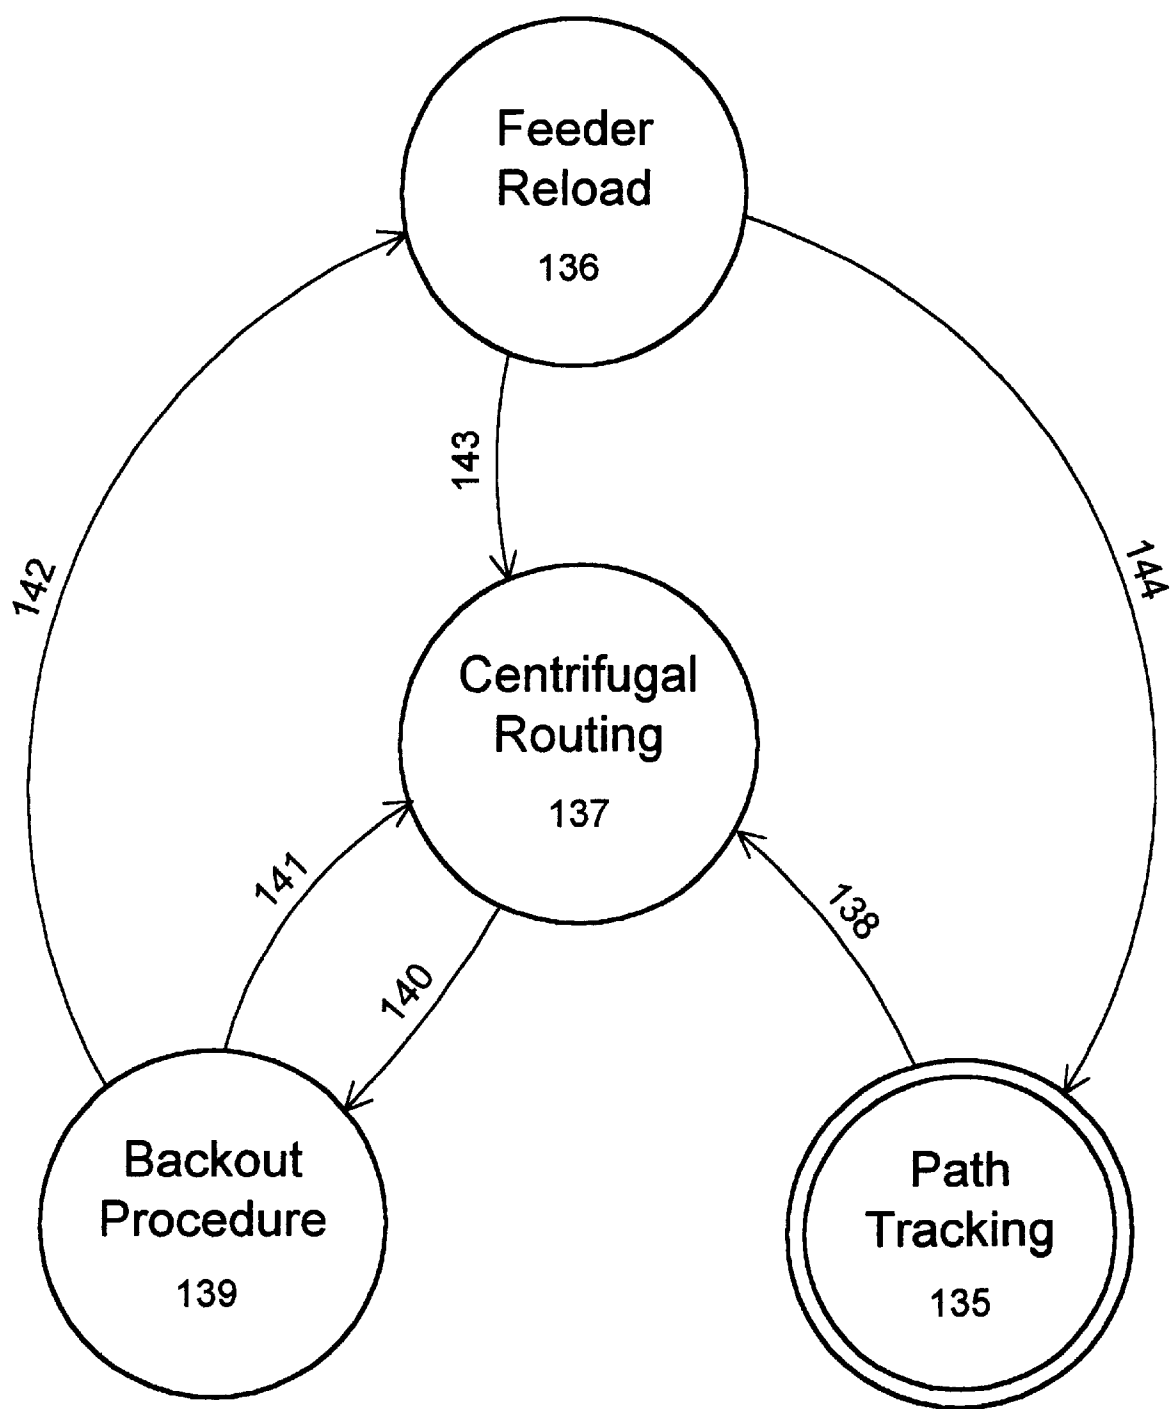 Feeder
Reload
136
143
142
144
Centrifugal
Routing
137
141
138
140
Backout
Procedure
139
Path
Tracking
135